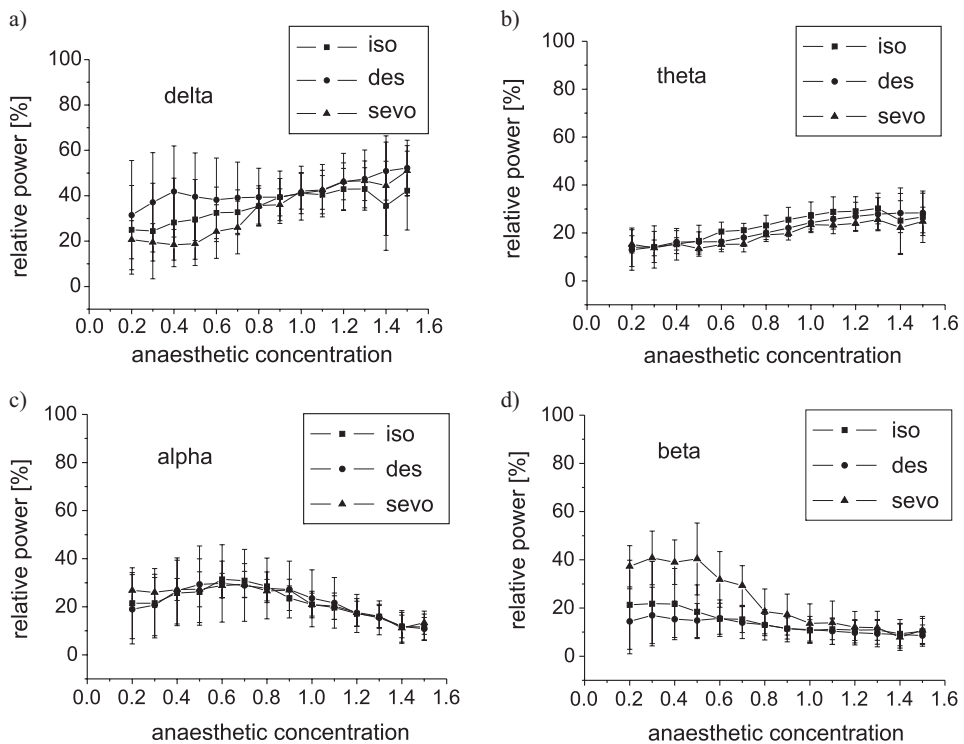 a)
100
80
60
40
20
0
relative power [%]
delta
iso
des
sevo
0.0 0.2 0.4 0.6 0.8 1.0 1.2 1.4 1.6
anaesthetic concentration
b)
100
80
60
40
20
0
relative power [%]
theta
iso
des
sevo
0.0 0.2 0.4 0.6 0.8 1.0 1.2 1.4 1.6
anaesthetic concentration
c)
100
80
60
40
20
0
relative power [%]
alpha
iso
des
sevo
0.0 0.2 0.4 0.6 0.8 1.0 1.2 1.4 1.6
anaesthetic concentration
d)
100
80
60
40
20
0
relative power [%]
beta
iso
des
sevo
0.0 0.2 0.4 0.6 0.8 1.0 1.2 1.4 1.6
anaesthetic concentration